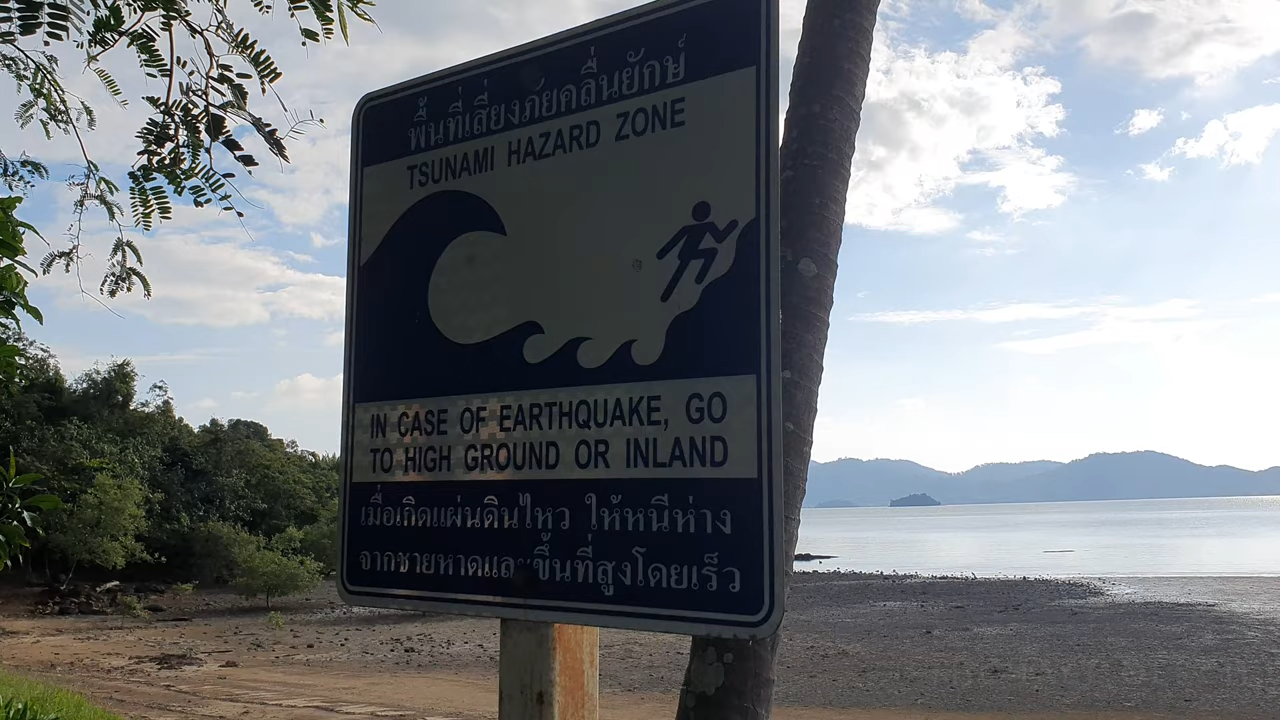 พื้นที่เสี่ยงภัยคลื่นยักษ์
TSUNAMI HAZARD ZONE
IN CASE OF EARTHQUAKE, GO
TO HIGH GROUND OR INLAND
เมื่อเกิดแผ่นดินไหว ให้หนีห่าง
จากชายหาดและขึ้นที่สูงโดยเร็ว